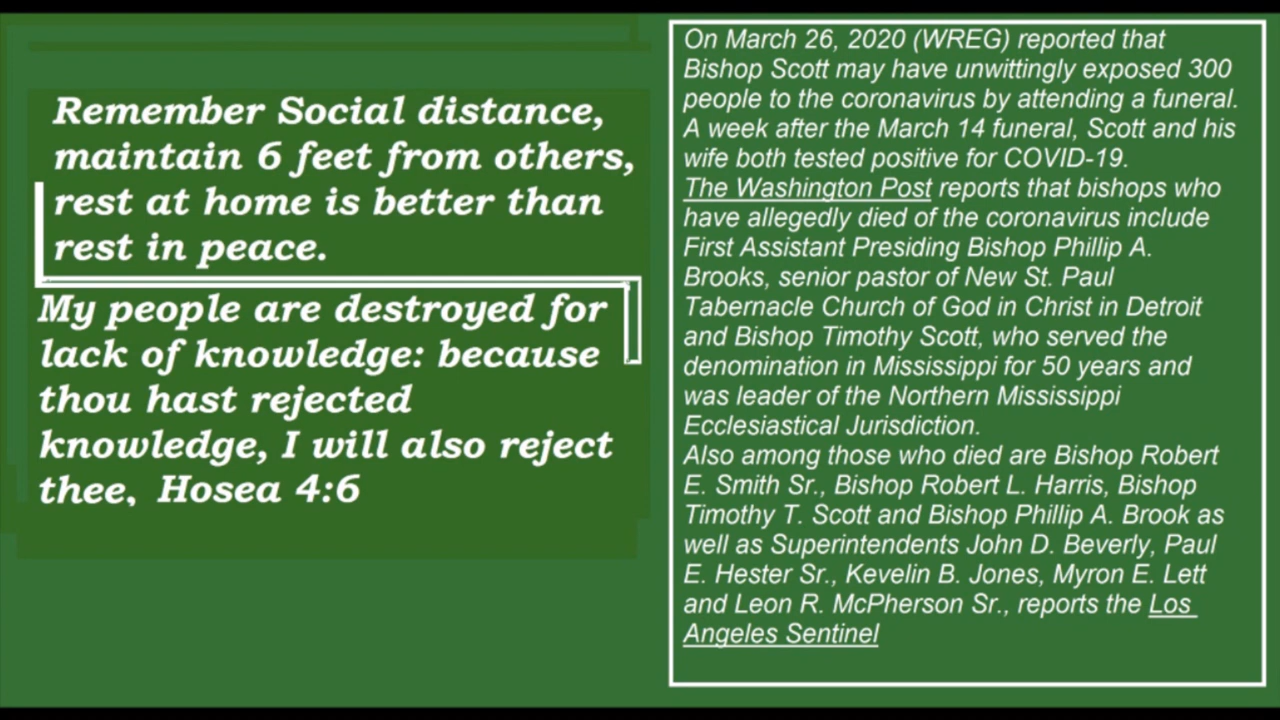 Remember Social distance,
maintain 6 feet from others,
rest at home is better than
rest in peace.
My people are destroyed for
lack of knowledge: because
thou hast rejected
knowledge, I will also reject
thee, Hosea 4:6
On March 26, 2020 (WREG) reported that
Bishop Scott may have unwittingly exposed 300
people to the coronavirus by attending a funeral.
A week after the March 14 funeral, Scott and his
wife both tested positive for COVID-19.
The Washington Post reports that bishops who
have allegedly died of the coronavirus include
First Assistant Presiding Bishop Phillip A.
Brooks, senior pastor of New St. Paul
Tabernacle Church of God in Christ in Detroit
and Bishop Timothy Scott, who served the
denomination in Mississippi for 50 years and
was leader of the Northern Mississippi
Ecclesiastical Jurisdiction.
Also among those who died are Bishop Robert
E. Smith Sr., Bishop Robert L. Harris, Bishop
Timothy T. Scott and Bishop Phillip A. Brook as
well as Superintendents John D. Beverly, Paul
E. Hester Sr., Kevelin B. Jones, Myron E. Lett
and Leon R. McPherson Sr., reports the Los
Angeles Sentinel